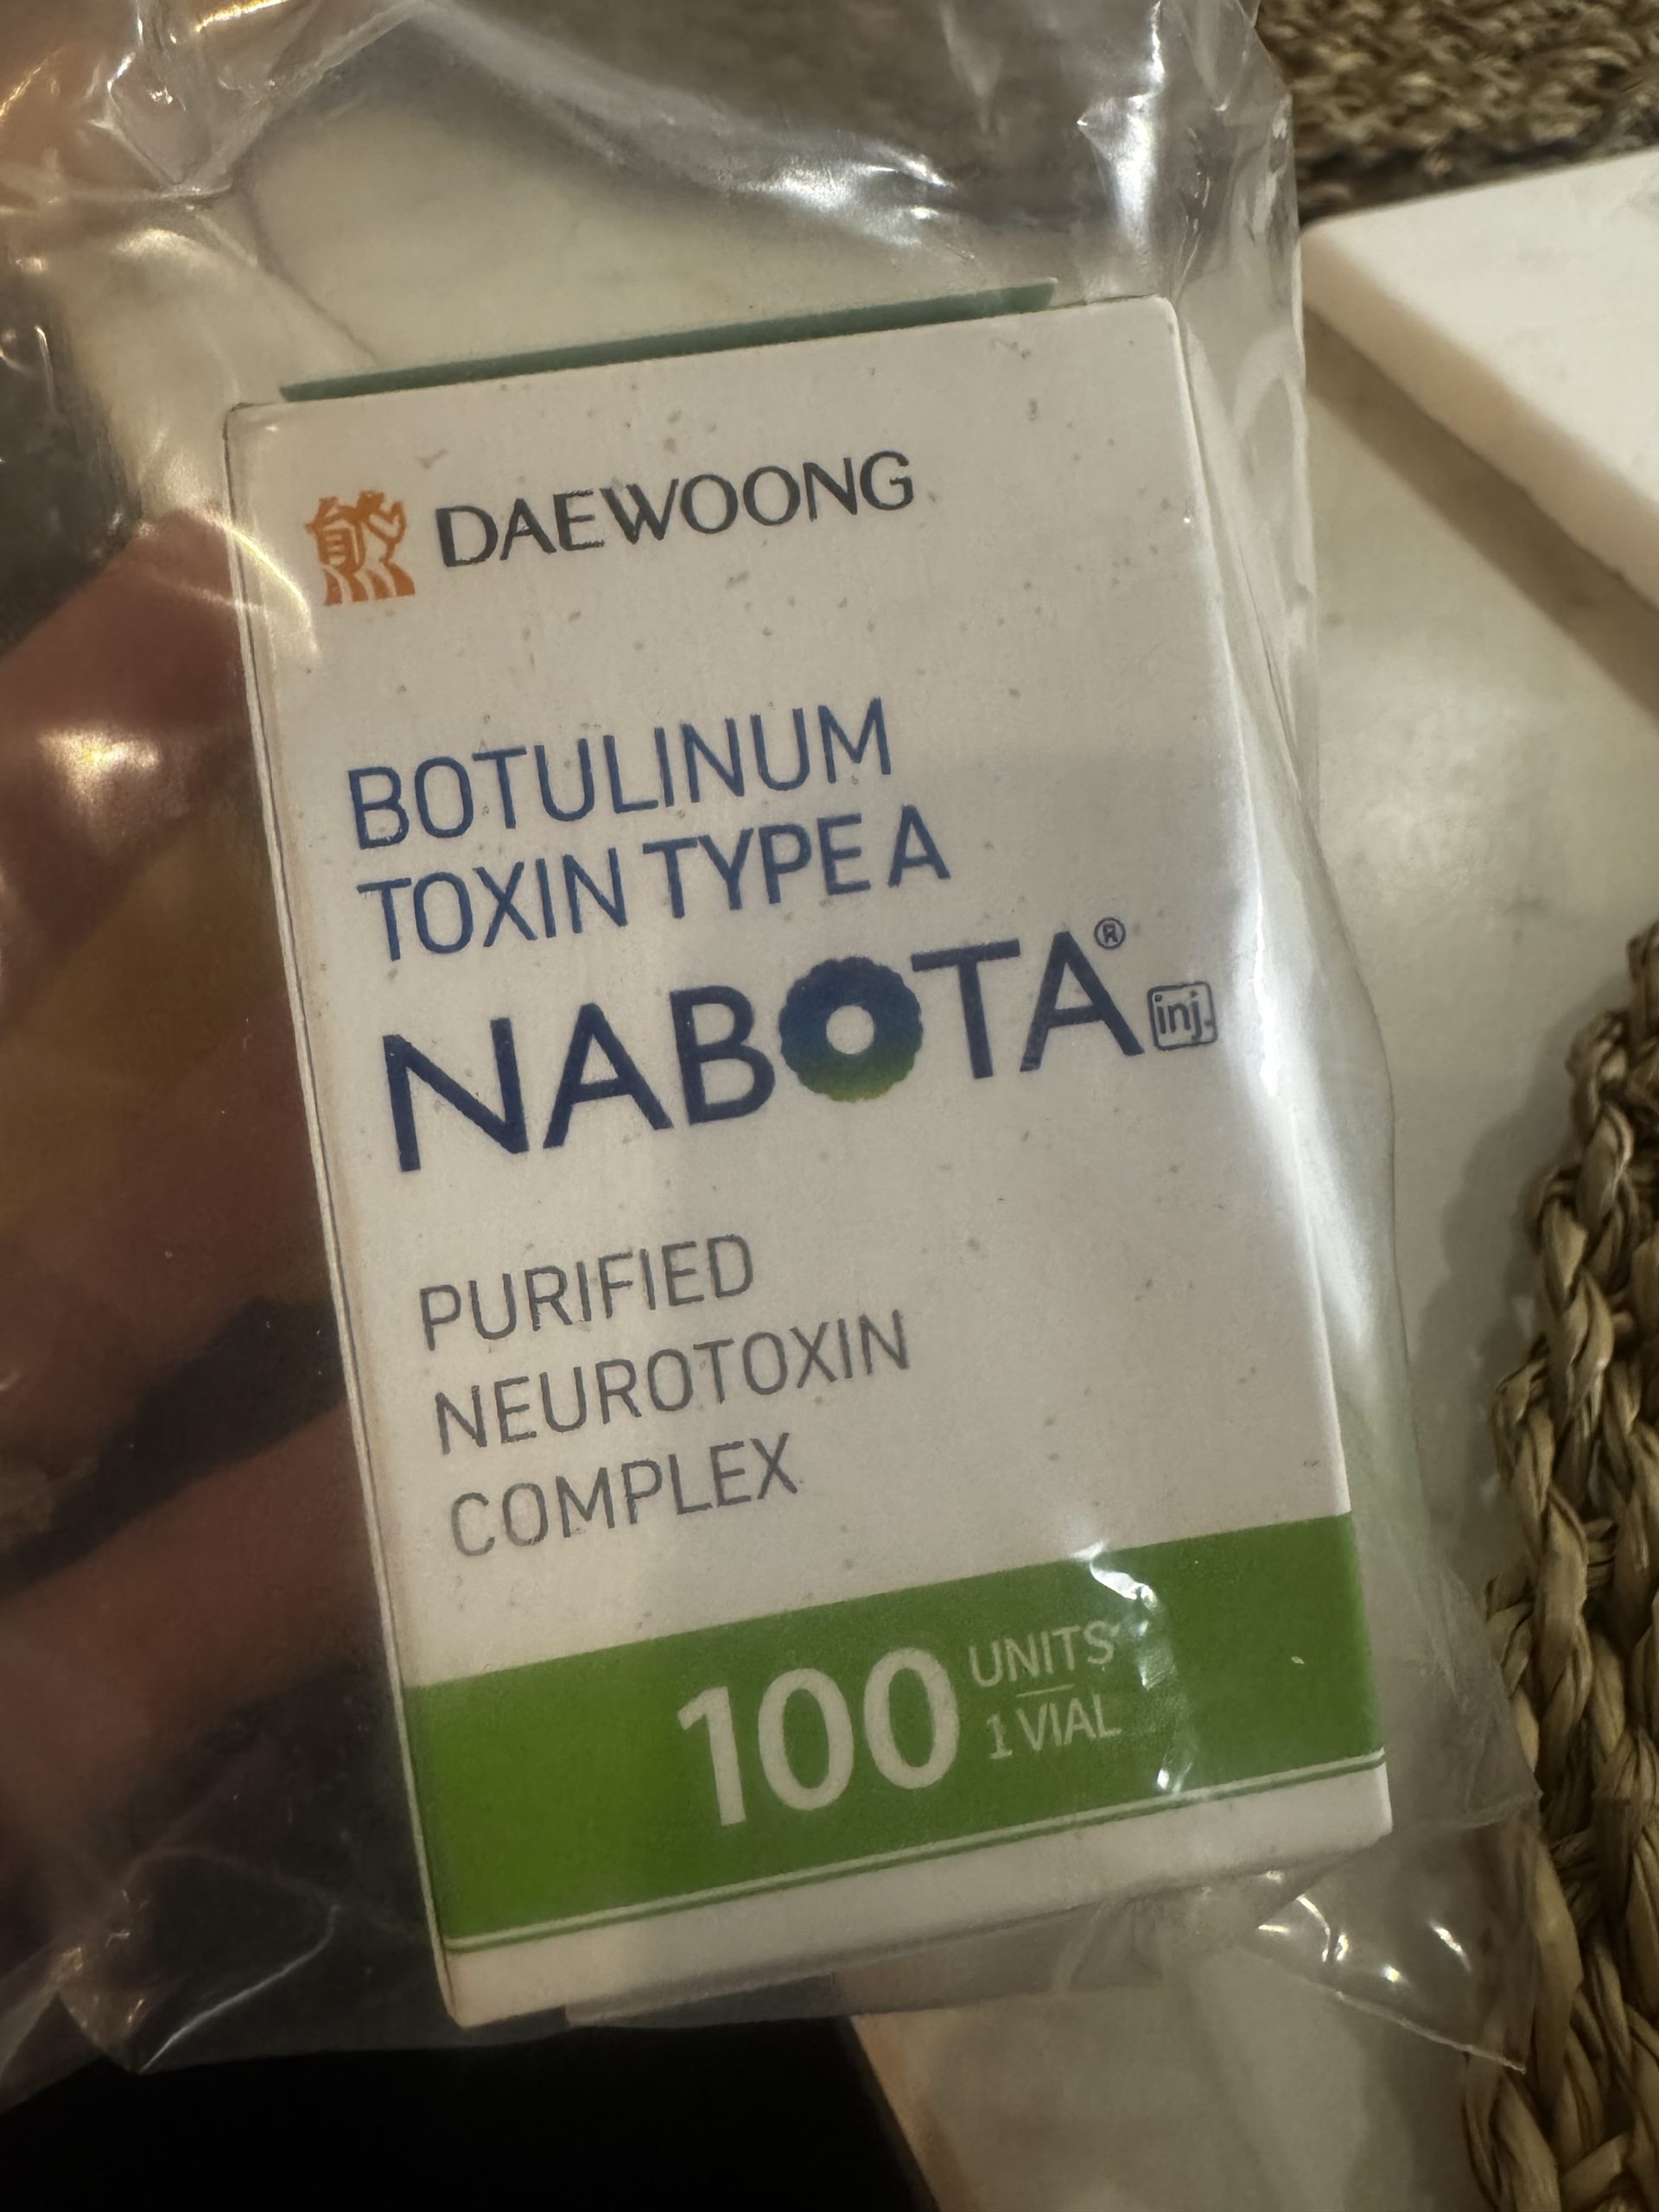 DAEWOONG
BOTULINUM
TOXIN TYPE A
NABOTA® inj.
PURIFIED
NEUROTOXIN
COMPLEX
100 UNITS
1 VIAL